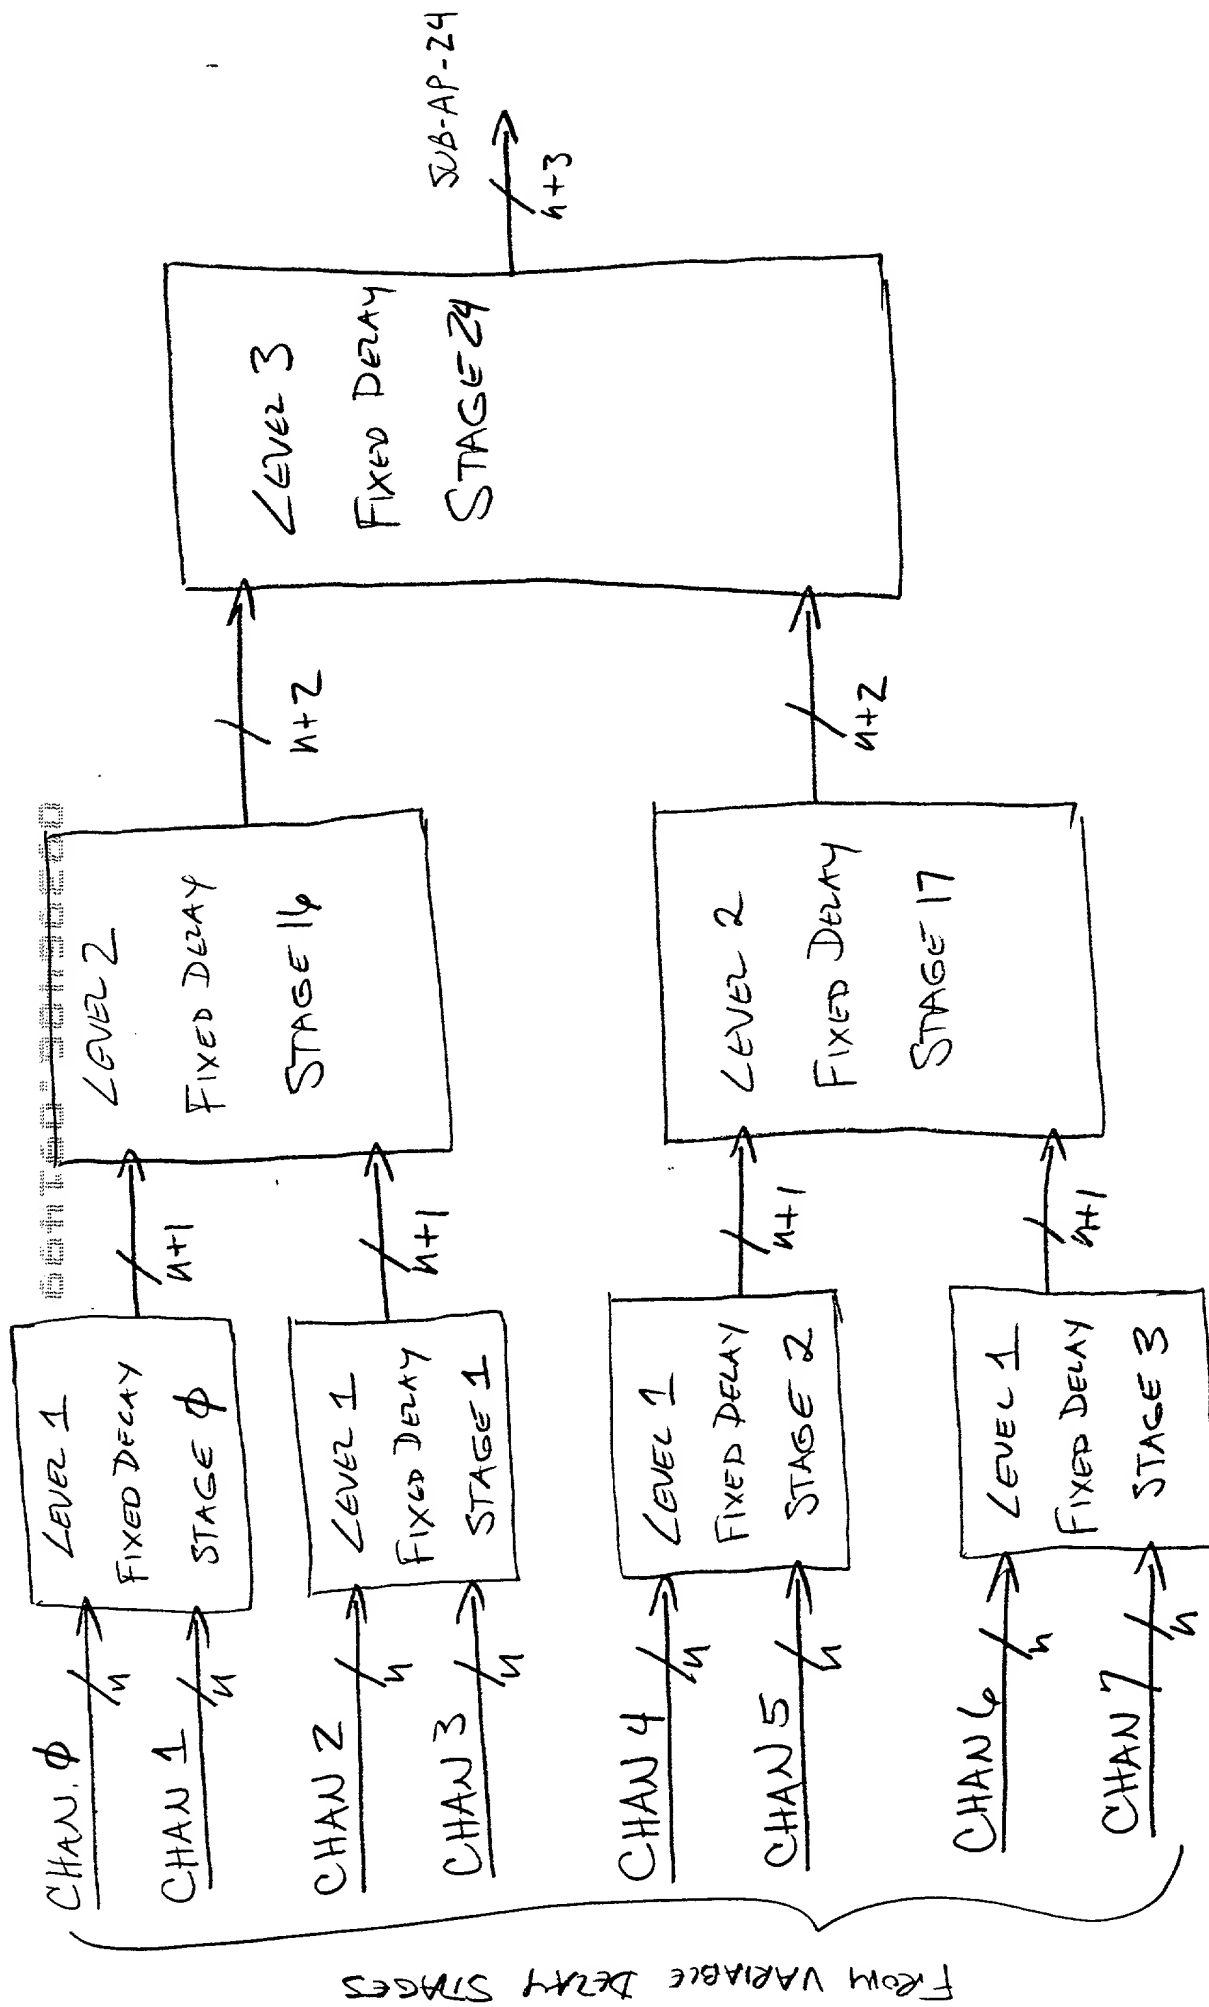 FROM VARIABLE DELAY STAGES
CHAN. φ
n
CHAN 1
n
CHAN 2
n
CHAN 3
n
CHAN 4
n
CHAN 5
n
CHAN 6
n
CHAN 7
n
LEVEL 1
FIXED DELAY
STAGE φ
n+1
LEVEL 1
FIXED DELAY
STAGE 1
n+1
LEVEL 1
FIXED DELAY
STAGE 2
n+1
LEVEL 1
FIXED DELAY
STAGE 3
n+1
LEVEL 2
FIXED DELAY
STAGE 16
n+2
LEVEL 2
FIXED DELAY
STAGE 17
n+2
LEVEL 3
FIXED DELAY
STAGE 24
n+3
SUB-AP-24